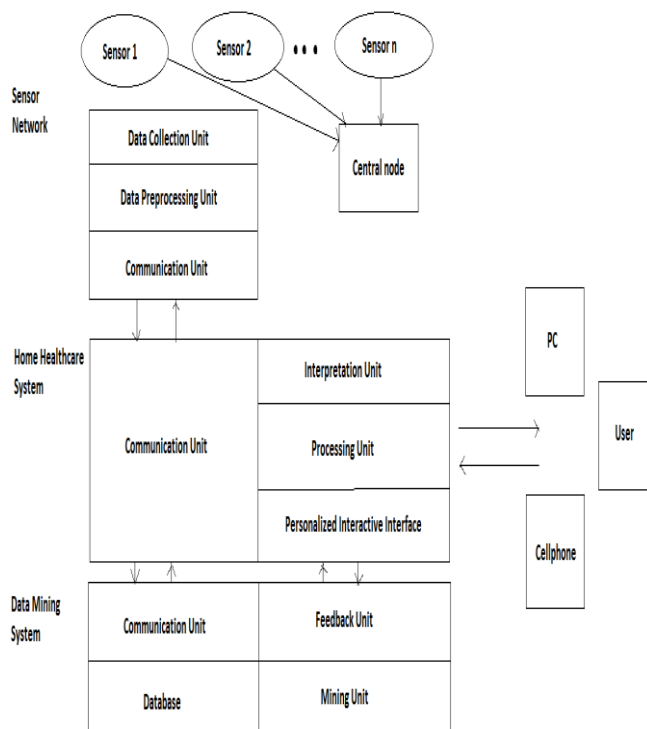 Sensor 1
Sensor 2
•••
Sensor n
Sensor
Network
Data Collection Unit
Central node
Data Preprocessing Unit
Communication Unit
PC
Home Healthcare
System
Interpretation Unit
User
Communication Unit
Processing Unit
Personalized Interactive Interface
Cellphone
Data Mining
System
Communication Unit
Feedback Unit
Database
Mining Unit